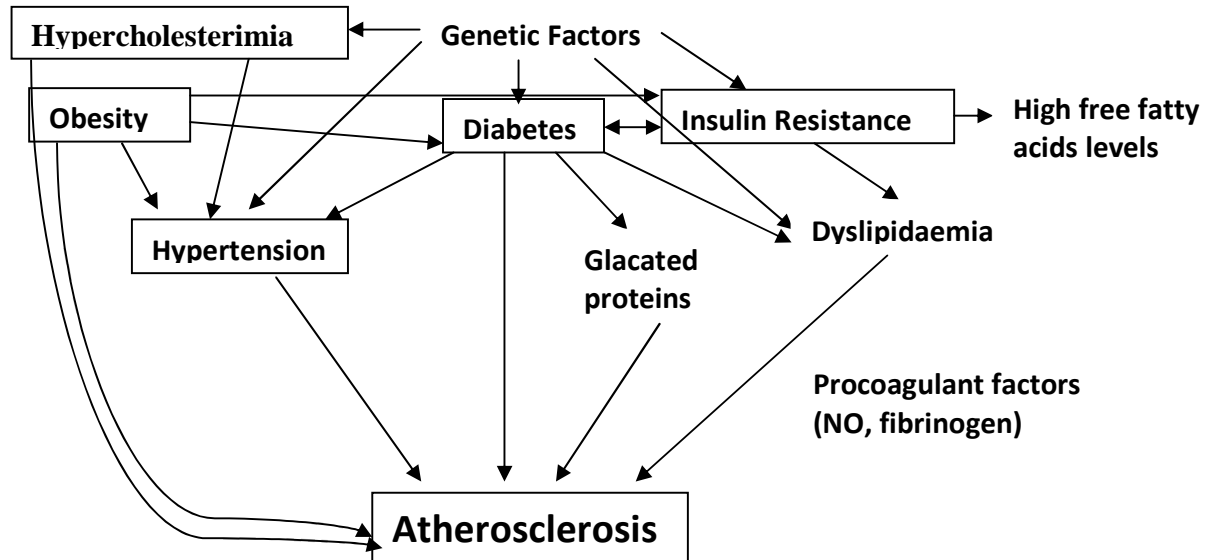 Hypercholesterimia
Genetic Factors
Obesity
Diabetes
Insulin Resistance
High free fatty
acids levels
Hypertension
Glacated
proteins
Dyslipidaemia
Procoagulant factors
(NO, fibrinogen)
Atherosclerosis